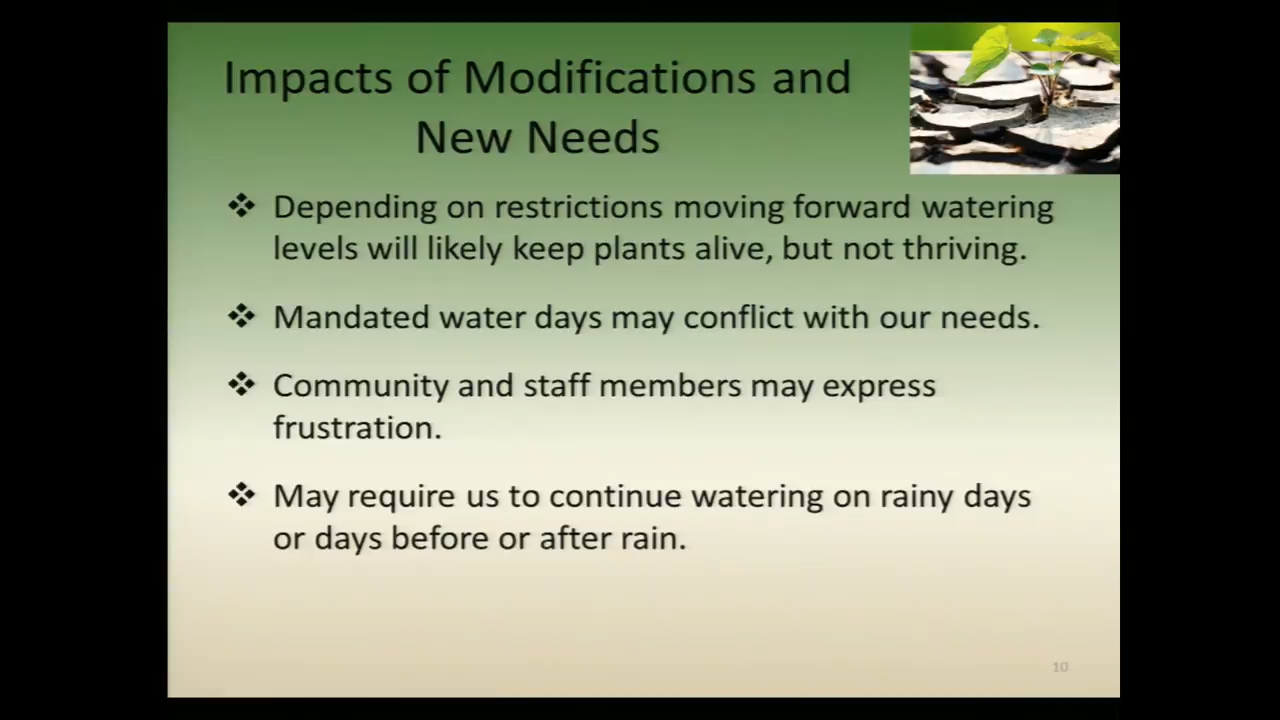 Impacts of Modifications and
New Needs
❖ Depending on restrictions moving forward watering
levels will likely keep plants alive, but not thriving.
❖ Mandated water days may conflict with our needs.
❖ Community and staff members may express
frustration.
❖ May require us to continue watering on rainy days
or days before or after rain.
10